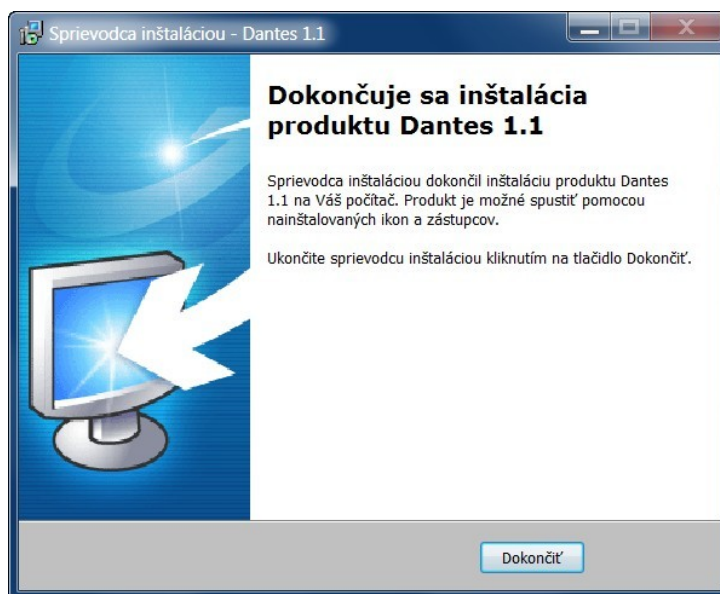 Sprievodca inštaláciou - Dantes 1.1
Dokončuje sa inštalácia
produktu Dantes 1.1
Sprievodca inštaláciou dokončil inštaláciu produktu Dantes
1.1 na Váš počítač. Produkt je možné spustiť pomocou
nainštalovaných ikon a zástupcov.
Ukončite sprievodcu inštaláciou kliknutím na tlačidlo Dokončiť.
Dokončiť